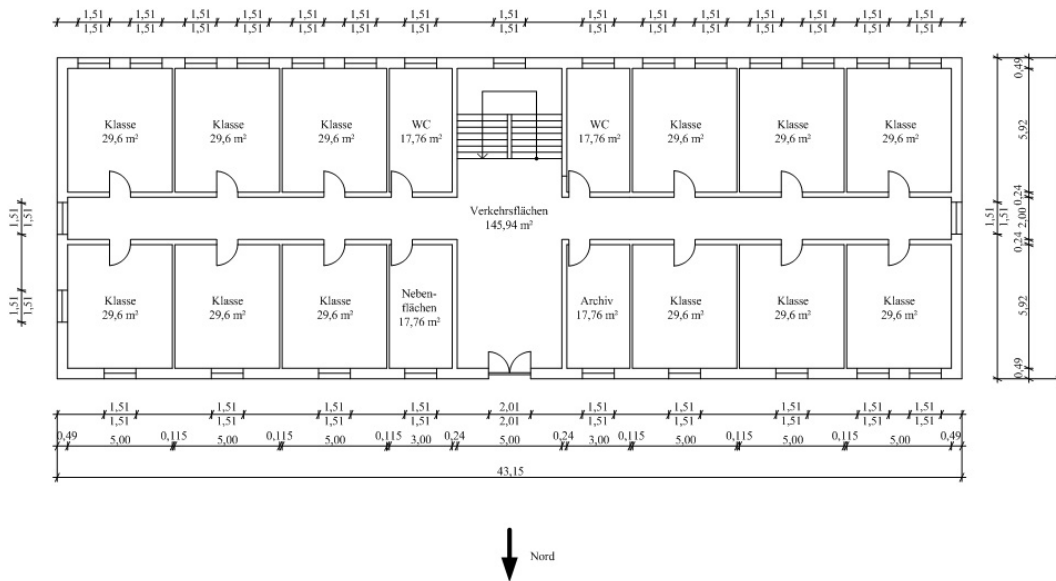 1,51 1,51 1,51 1,51 1,51 1,51 1,51 1,51 1,51 1,51 1,51 1,51 1,51 1,51 1,51
1,51 1,51 1,51 1,51 1,51 1,51 1,51 1,51 1,51 1,51 1,51 1,51 1,51 1,51 1,51
Klasse
29,6 m²
Klasse
29,6 m²
Klasse
29,6 m²
WC
17,76 m²
WC
17,76 m²
Klasse
29,6 m²
Klasse
29,6 m²
Klasse
29,6 m²
Verkehrsflächen
145,94 m²
Klasse
29,6 m²
Klasse
29,6 m²
Klasse
29,6 m²
Neben-
flächen
17,76 m²
Archiv
17,76 m²
Klasse
29,6 m²
Klasse
29,6 m²
Klasse
29,6 m²
1,51
1,51
1,51
1,51
1,51
1,51
0,49
5,92
0,24
2,00
0,24
5,92
0,49
1,51 1,51 1,51 1,51 2,01 1,51 1,51 1,51 1,51 1,51
1,51 1,51 1,51 1,51 2,01 1,51 1,51 1,51 1,51 1,51
0,49 5,00 0,115 5,00 0,115 5,00 0,115 3,00 0,24 5,00 0,24 3,00 0,115 5,00 0,115 5,00 0,115 5,00 0,49
43,15
Nord